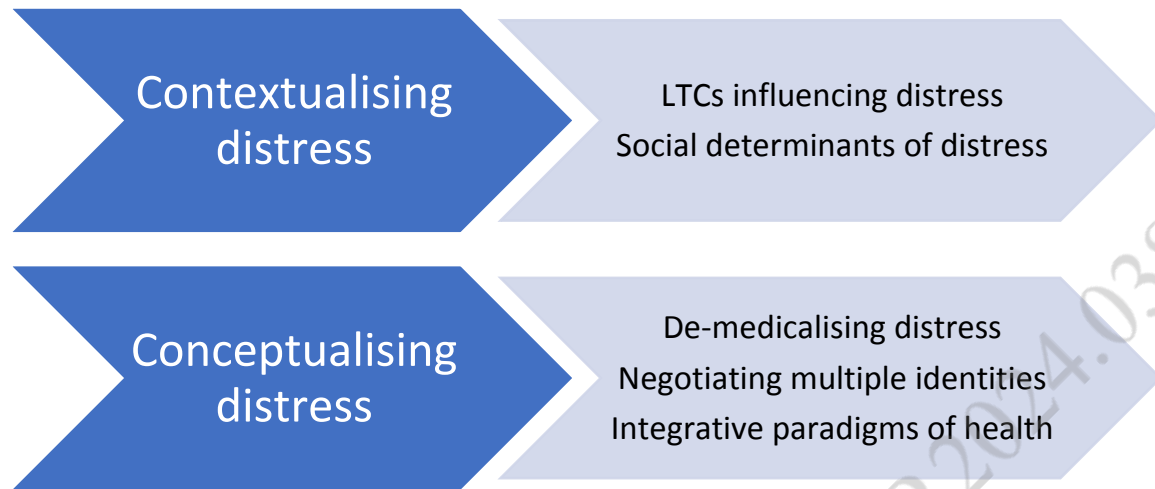 Contextualising
distress
LTCs influencing distress
Social determinants of distress
Conceptualising
distress
De-medicalising distress
Negotiating multiple identities
Integrative paradigms of health